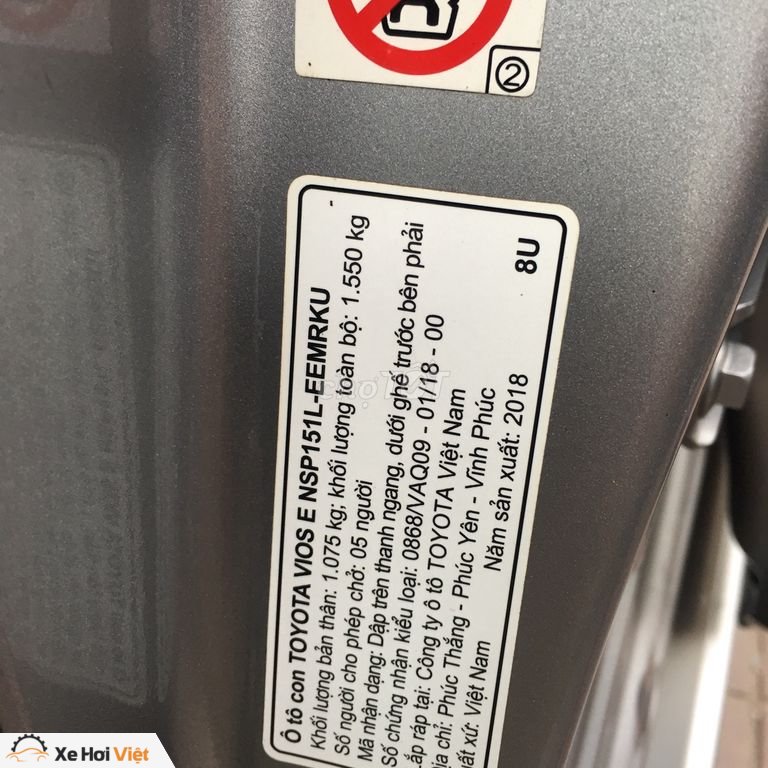 ②
Ô tô con TOYOTA VIOS E NSP151L-EEMRKU
Khối lượng bản thân: 1.075 kg; khối lượng toàn bộ: 1.550 kg
Số người cho phép chở: 05 người
Mã nhân dạng: Dập trên thanh ngang, dưới ghế trước bên phải
Số chứng nhân kiểu loại: 0868/VAQ09 - 01/18 - 00
Lắp ráp tại: Công ty ô tô TOYOTA Việt Nam
Địa chỉ: Phúc Thắng - Phúc Yên - Vĩnh Phúc
xuất xứ: Việt Nam Năm sản xuất: 2018
8U
chợTỐT
Xe Hơi Việt